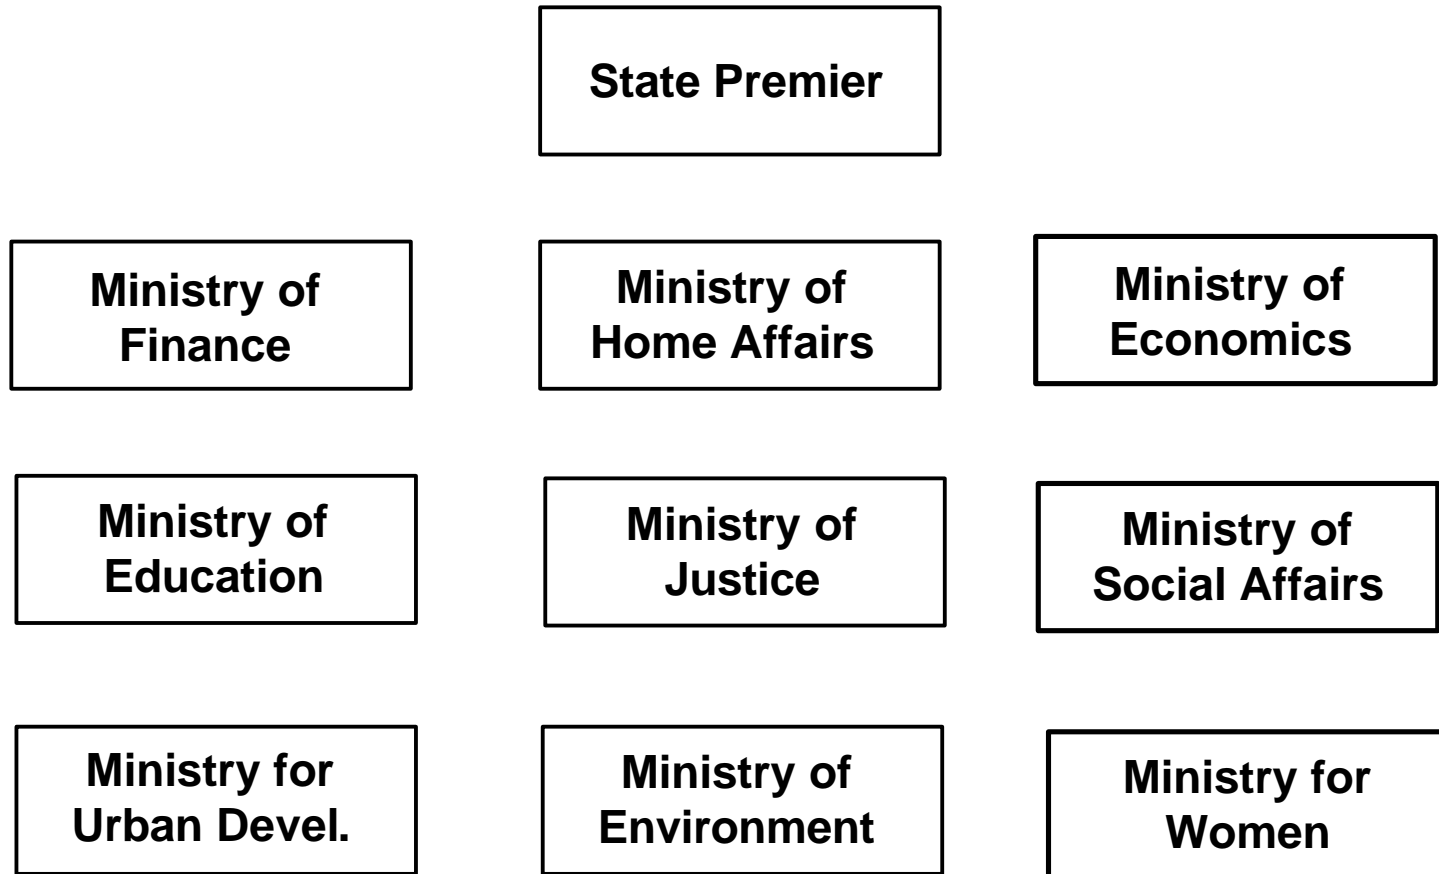 State Premier
Ministry of
Finance
Ministry of
Home Affairs
Ministry of
Economics
Ministry of
Education
Ministry of
Justice
Ministry of
Social Affairs
Ministry for
Urban Devel.
Ministry of
Environment
Ministry for
Women